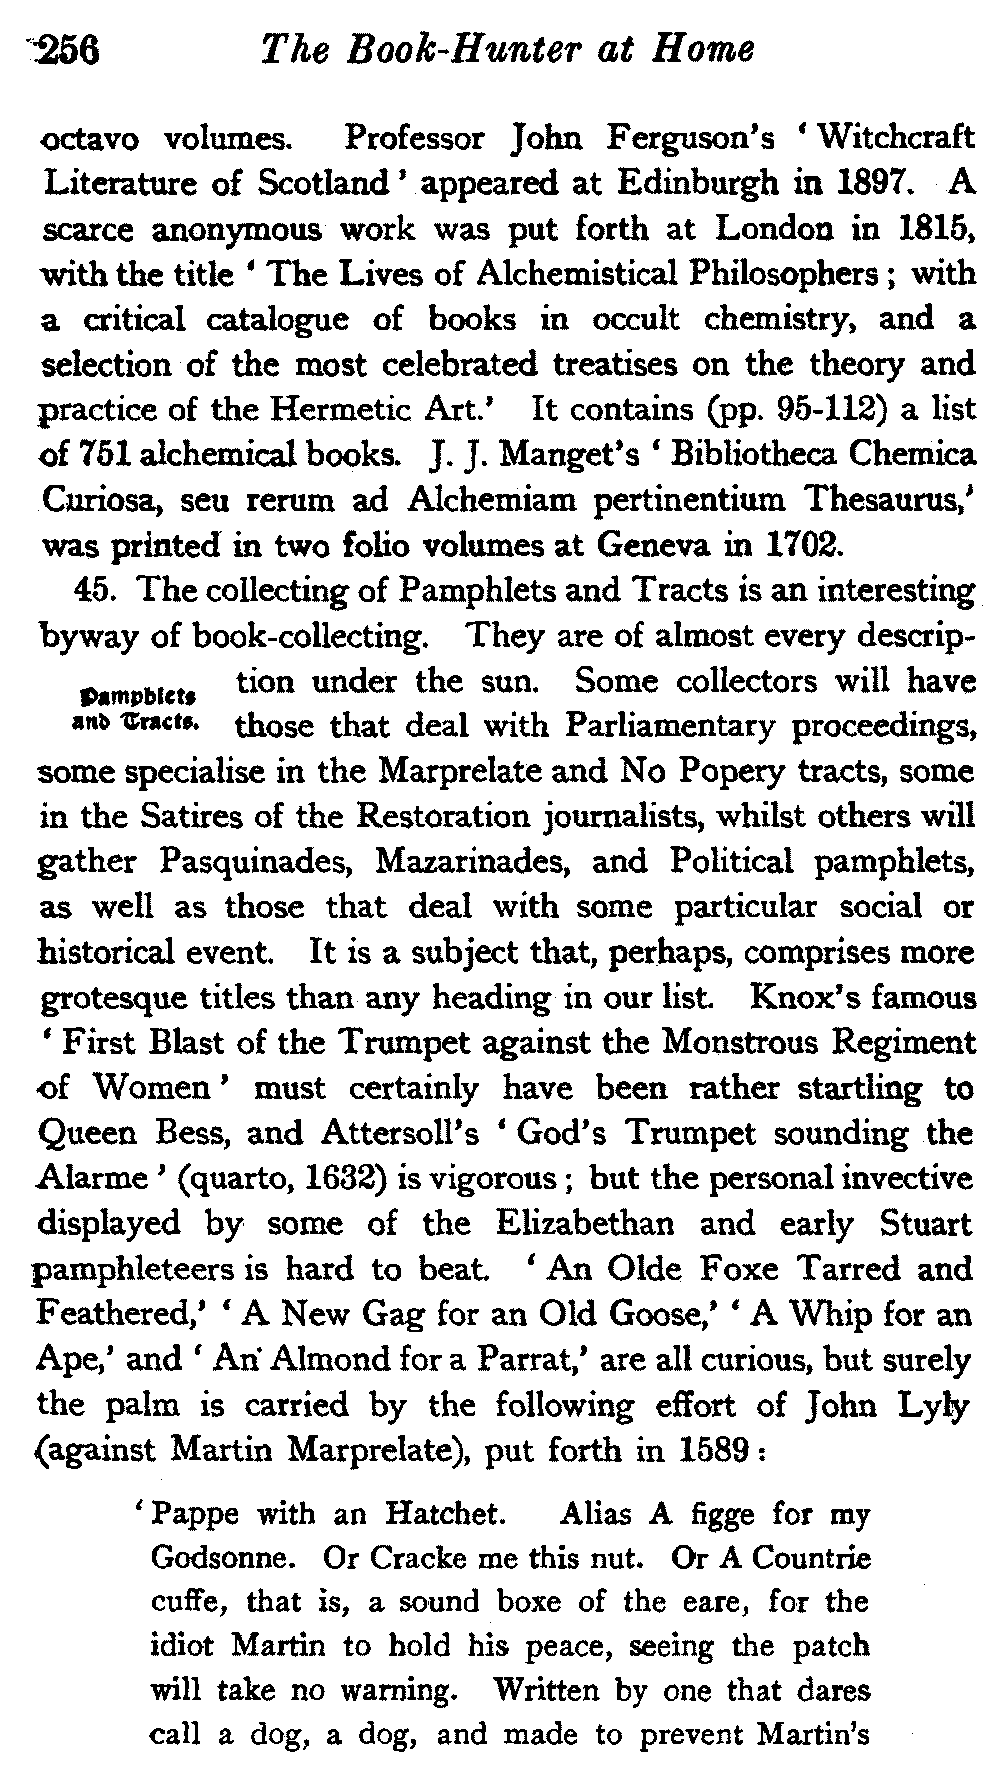 256 The Book-Hunter at Home
octavo volumes. Professor John Ferguson's ‘ Witchcraft
Literature of Scotland ’ appeared at Edinburgh in 1897. A
scarce anonymous work was put forth at London in 1815,
with the title ‘ The Lives of Alchemistical Philosophers ; with
a critical catalogue of books in occult chemistry, and a
selection of the most celebrated treatises on the theory and
practice of the Hermetic Art.’ It contains (pp. 95-112) a list
of 751 alchemical books. J. J. Manget's ‘ Bibliotheca Chemica
Curiosa, seu rerum ad Alchemiam pertinentium Thesaurus,’
was printed in two folio volumes at Geneva in 1702.
45. The collecting of Pamphlets and Tracts is an interesting
byway of book-collecting. They are of almost every descrip-
Pamphlets
and Tracts.
tion under the sun. Some collectors will have
those that deal with Parliamentary proceedings,
some specialise in the Marprelate and No Popery tracts, some
in the Satires of the Restoration journalists, whilst others will
gather Pasquinades, Mazarinades, and Political pamphlets,
as well as those that deal with some particular social or
historical event. It is a subject that, perhaps, comprises more
grotesque titles than any heading in our list. Knox's famous
‘ First Blast of the Trumpet against the Monstrous Regiment
of Women ’ must certainly have been rather startling to
Queen Bess, and Attersoll's ‘ God's Trumpet sounding the
Alarme ’ (quarto, 1632) is vigorous ; but the personal invective
displayed by some of the Elizabethan and early Stuart
pamphleteers is hard to beat. ‘ An Olde Foxe Tarred and
Feathered,’ ‘ A New Gag for an Old Goose,’ ‘ A Whip for an
Ape,’ and ‘ An Almond for a Parrat,’ are all curious, but surely
the palm is carried by the following effort of John Lyly
(against Martin Marprelate), put forth in 1589 :
‘ Pappe with an Hatchet. Alias A figge for my
Godsonne. Or Cracke me this nut. Or A Countrie
cuffe, that is, a sound boxe of the eare, for the
idiot Martin to hold his peace, seeing the patch
will take no warning. Written by one that dares
call a dog, a dog, and made to prevent Martin's